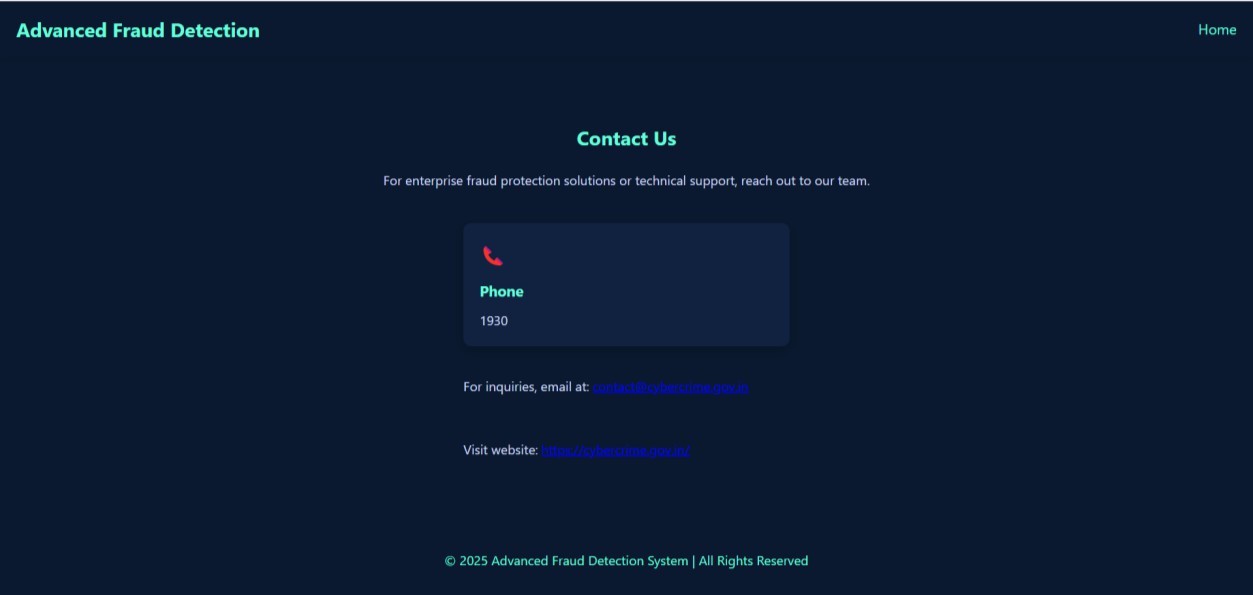 Advanced Fraud Detection
Home
Contact Us
For enterprise fraud protection solutions or technical support, reach out to our team.
Phone
1930
For inquiries, email at: contact@cybercrime.gov.in
Visit website: https://cybercrime.gov.in/
© 2025 Advanced Fraud Detection System | All Rights Reserved